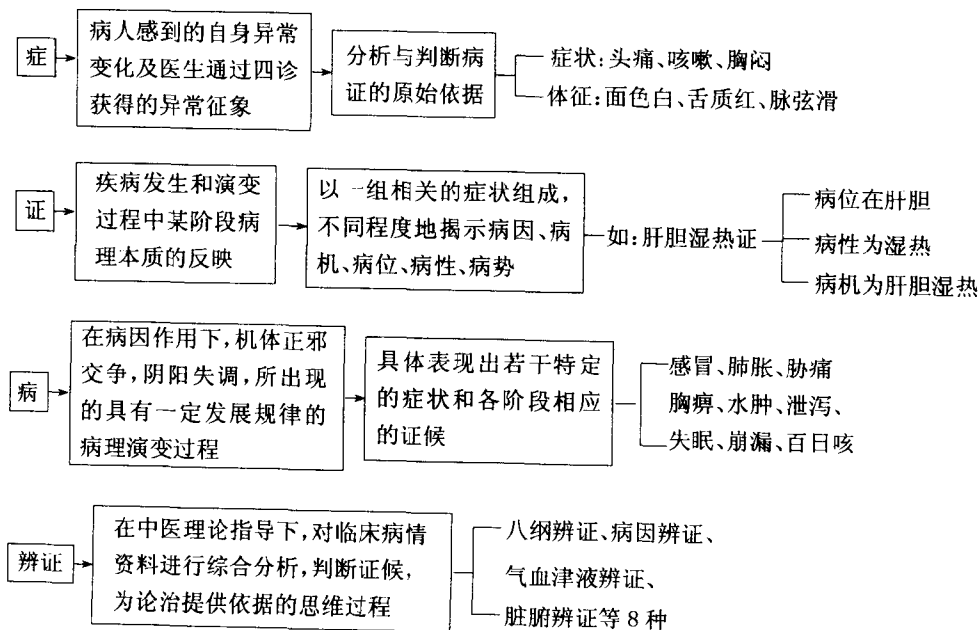 症
病人感到的自身异常
变化及医生通过四诊
获得的异常征象
分析与判断病
证的原始依据
症状:头痛、咳嗽、胸闷
体征:面色白、舌质红、脉弦滑
证
疾病发生和演变
过程中某阶段病
理本质的反映
以一组相关的症状组成,
不同程度地揭示病因、病
机、病位、病性、病势
如:肝胆湿热证
病位在肝胆
病性为湿热
病机为肝胆湿热
病
在病因作用下,机体正邪
交争,阴阳失调,所出现
的具有一定发展规律的
病理演变过程
具体表现出若干特定
的症状和各阶段相应
的证候
感冒、肺胀、胁痛
胸痹、水肿、泄泻、
失眠、崩漏、百日咳
辨证
在中医理论指导下,对临床病情
资料进行综合分析,判断证候,
为论治提供依据的思维过程
八纲辨证、病因辨证、
气血津液辨证、
脏腑辨证等8种